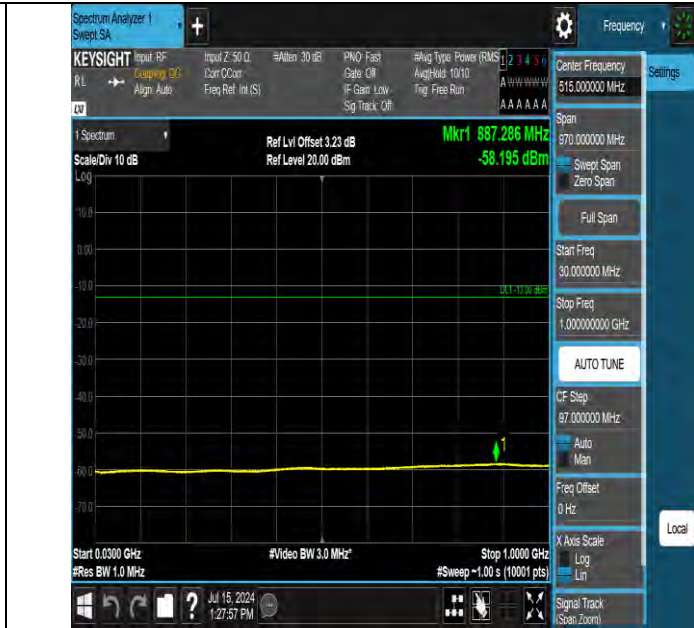 Spectrum Analyzer 1
Swept SA
Frequency
KEYSIGHT
RL
Input: RF
Coupling: DC
Align: Auto
Input Z: 50 Ω
Corr CCorr
Freq Ref: Int (S)
#Atten: 30 dB
PNO: Fast
Gate: Off
IF Gain: Low
Sig Track: Off
#Avg Type: Power (RMS
Avg|Hold: 10/10
Trig: Free Run
1 2 3 4 5 6
A W W W W W
A A A A A A
LXI
1 Spectrum
Scale/Div 10 dB
Log
Ref Lvl Offset 3.23 dB
Ref Level 20.00 dBm
Mkr1 887.286 MHz
-58.195 dBm
10.0
0.00
-10.0
DL1 -13.00 dBm
-20.0
-30.0
-40.0
-50.0
1
-60.0
-70.0
Start 0.0300 GHz
#Res BW 1.0 MHz
#Video BW 3.0 MHz*
Stop 1.0000 GHz
#Sweep ~1.00 s (10001 pts)
Jul 15, 2024
1:27:57 PM
Center Frequency
515.000000 MHz
Settings
Span
970.000000 MHz
Swept Span
Zero Span
Full Span
Start Freq
30.000000 MHz
Stop Freq
1.000000000 GHz
AUTO TUNE
CF Step
97.000000 MHz
Auto
Man
Freq Offset
0 Hz
X Axis Scale
Log
Lin
Local
Signal Track
(Span Zoom)